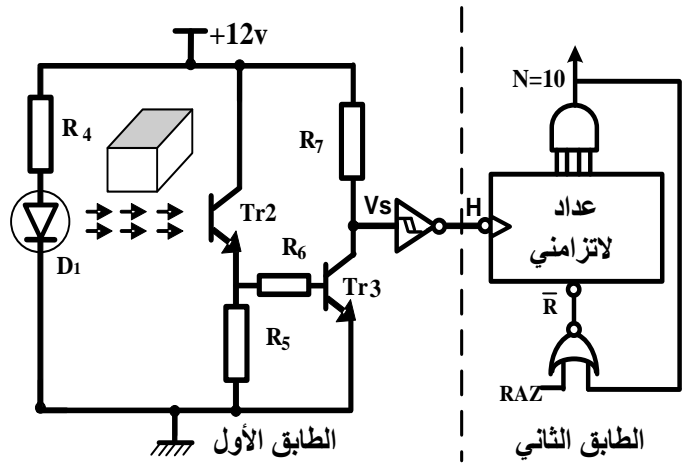 +12v
R4
D1
Tr2
R5
R6
R7
Tr3
Vs
H
N=10
عداد
لاتزامني
R̅
RAZ
الطابق الأول
الطابق الثاني